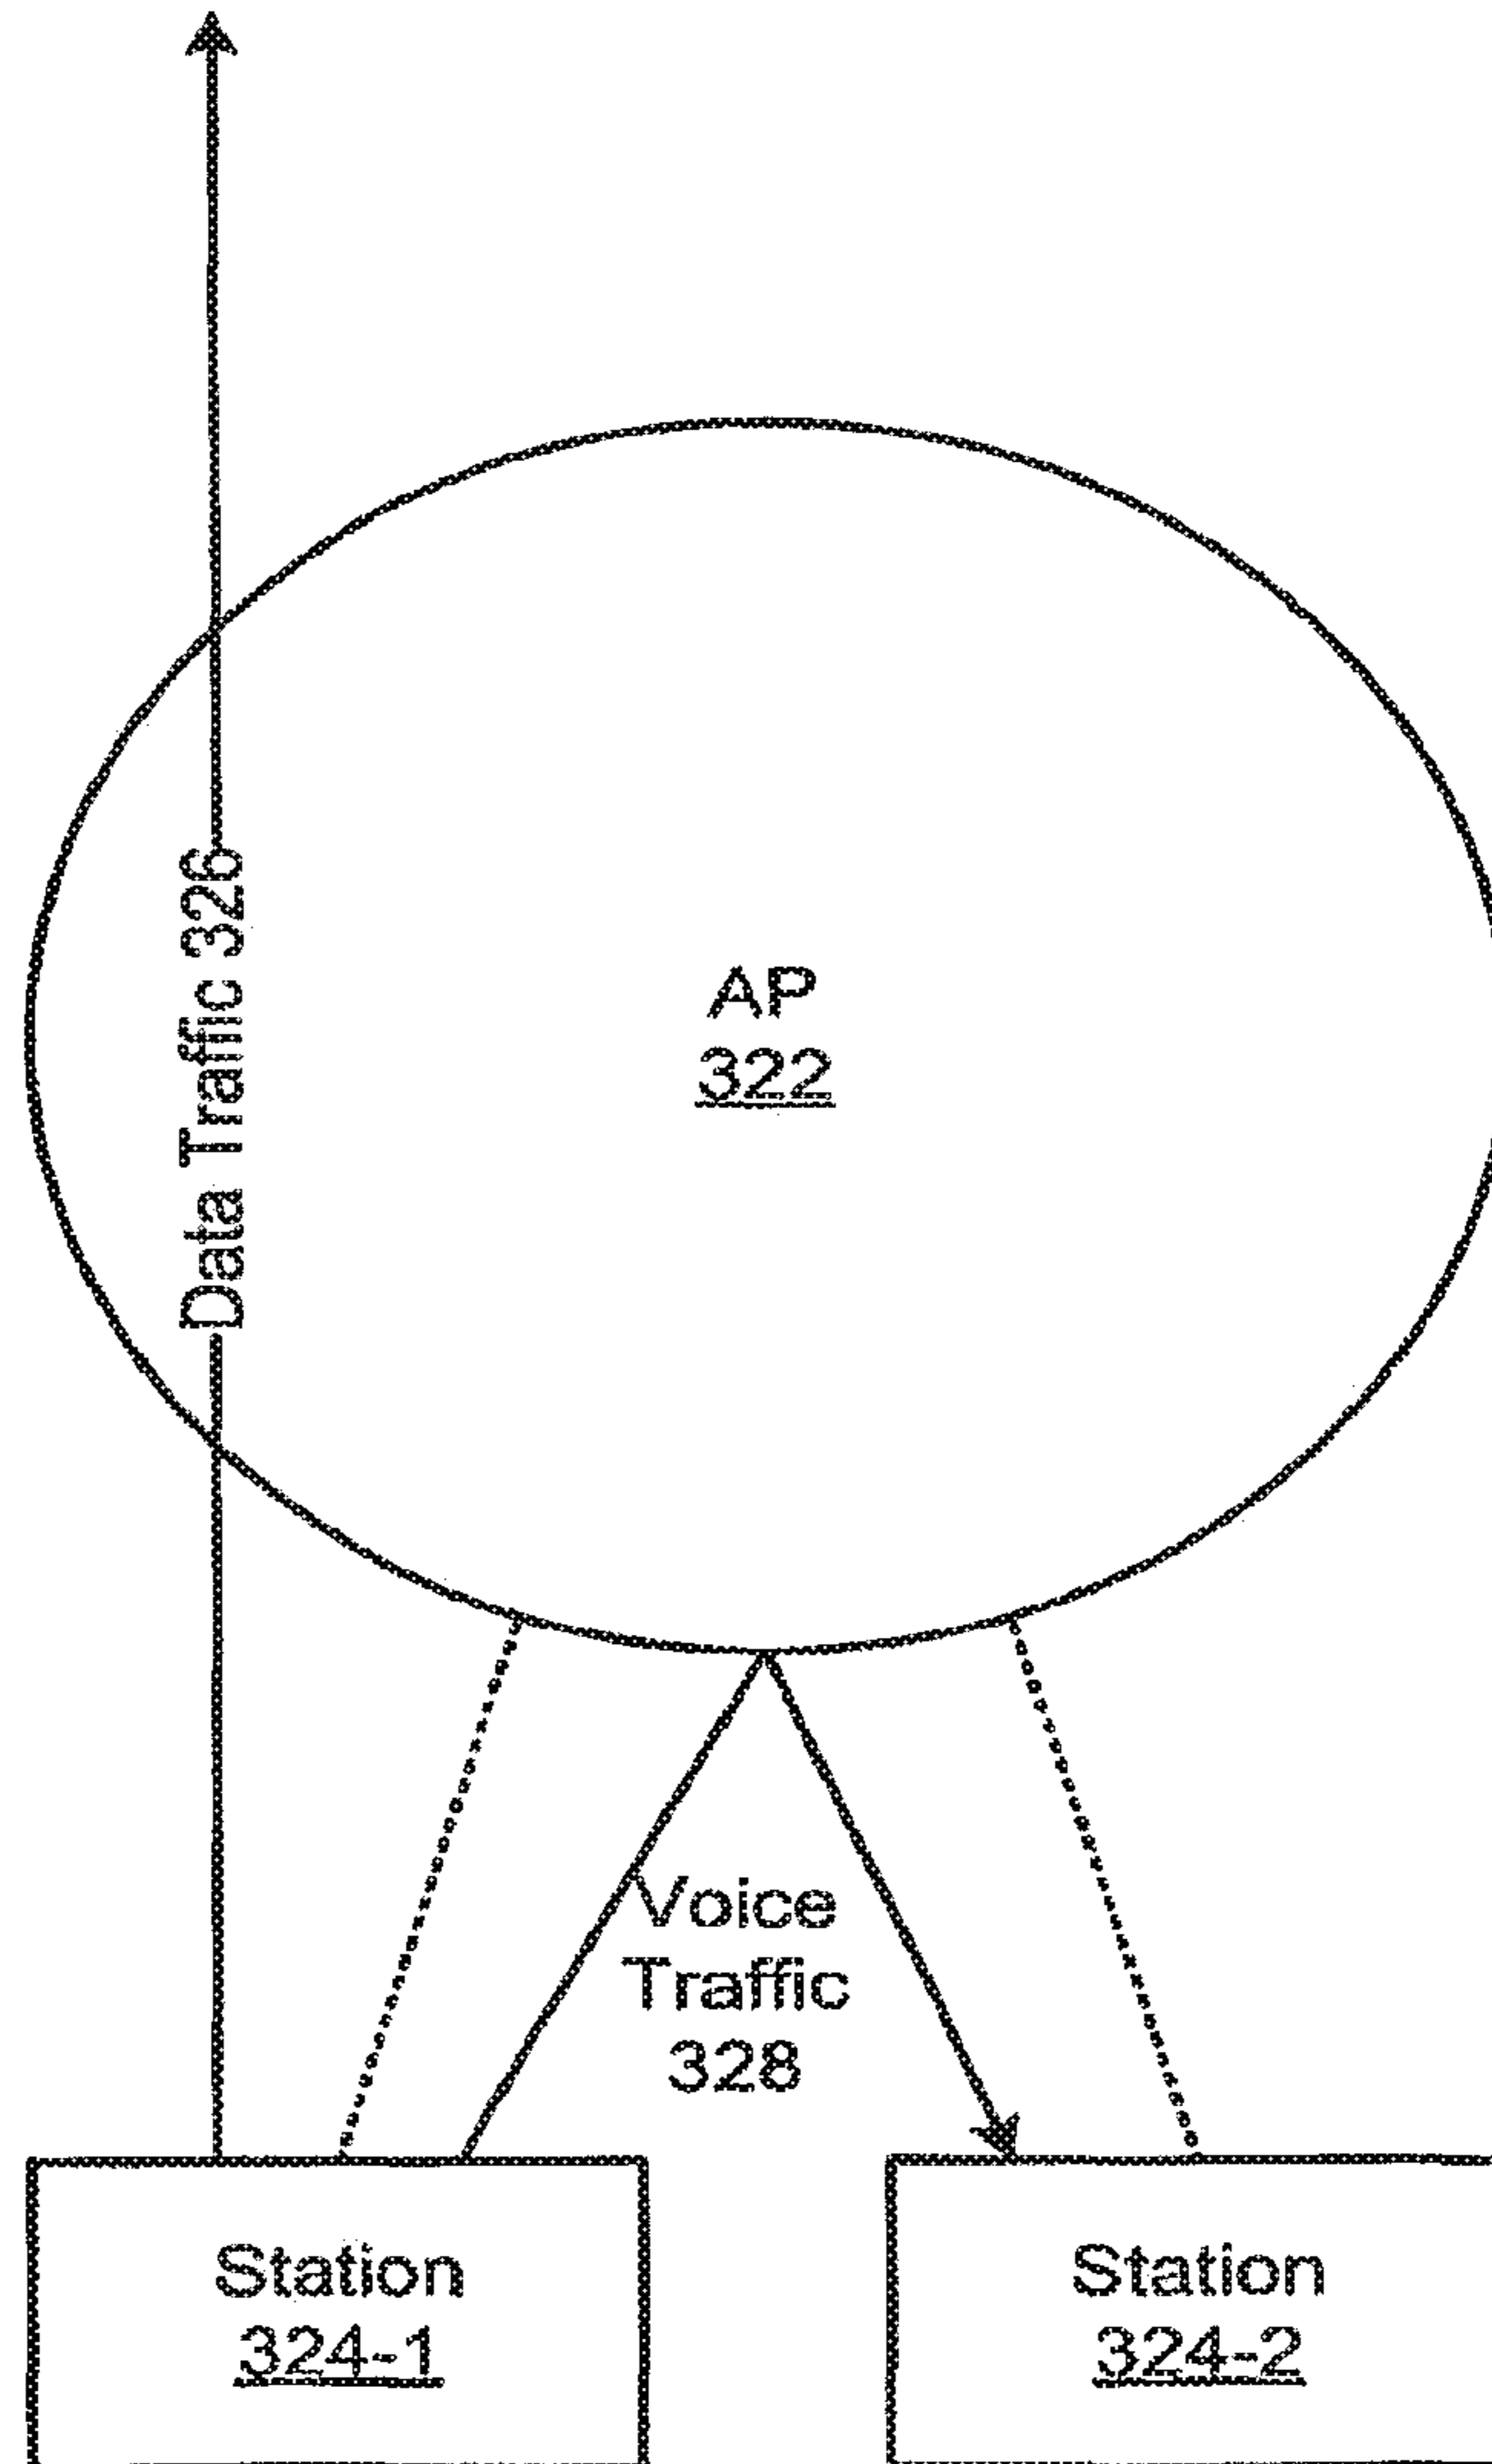 Data Traffic 326
AP
322
Voice
Traffic
328
Station
324-1
Station
324-2